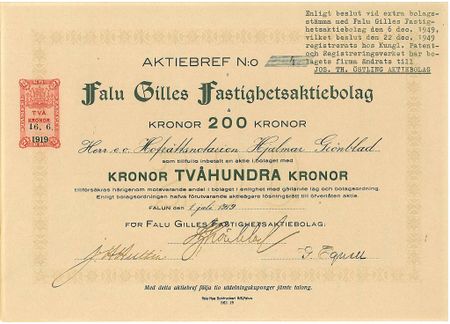 Enligt beslut vid extra bolags-
stämma med Falu Gilles Fastig-
hetsaktiebolag den 6 dec. 1949,
vilket beslut den 22 dec. 1949
registrerats hos Kungl. Patent-
och Registreringsverket har bo-
lagets firma ändrats till
JOS. TH. ÖSTLING AKTIEBOLAG
AKTIEBREF N:o
Falu Gilles Fastighetsaktiebolag
å
KRONOR 200 KRONOR
TVÅ
KRONOR
16. 6.
1919
Herr e.o. Hofrättsnotarien Hjalmar Grönblad
som tillfullo inbetalt en aktie i bolaget med
KRONOR TVÅHUNDRA KRONOR
tillförsäkras härigenom motsvarande andel i bolaget i enlighet med gällande lag och bolagsordning.
Enligt bolagsordningen hafva förutvarande aktieägare lösningsrätt till öfverlåten aktie.
FALUN den 1 juli 1919
FÖR FALU GILLES FASTIGHETSAKTIEBOLAG:
Med detta aktiebref följa tio utdelningskuponger jämte talong.